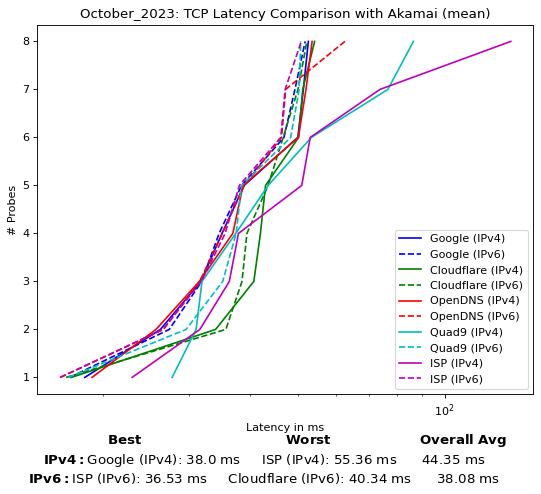 October_2023: TCP Latency Comparison with Akamai (mean)
# Probes
8
7
6
5
4
3
2
1
Google (IPv4)
Google (IPv6)
Cloudflare (IPv4)
Cloudflare (IPv6)
OpenDNS (IPv4)
OpenDNS (IPv6)
Quad9 (IPv4)
Quad9 (IPv6)
ISP (IPv4)
ISP (IPv6)
10²
Latency in ms
Best Worst Overall Avg
IPv4: Google (IPv4): 38.0 ms ISP (IPv4): 55.36 ms 44.35 ms
IPv6: ISP (IPv6): 36.53 ms Cloudflare (IPv6): 40.34 ms 38.08 ms